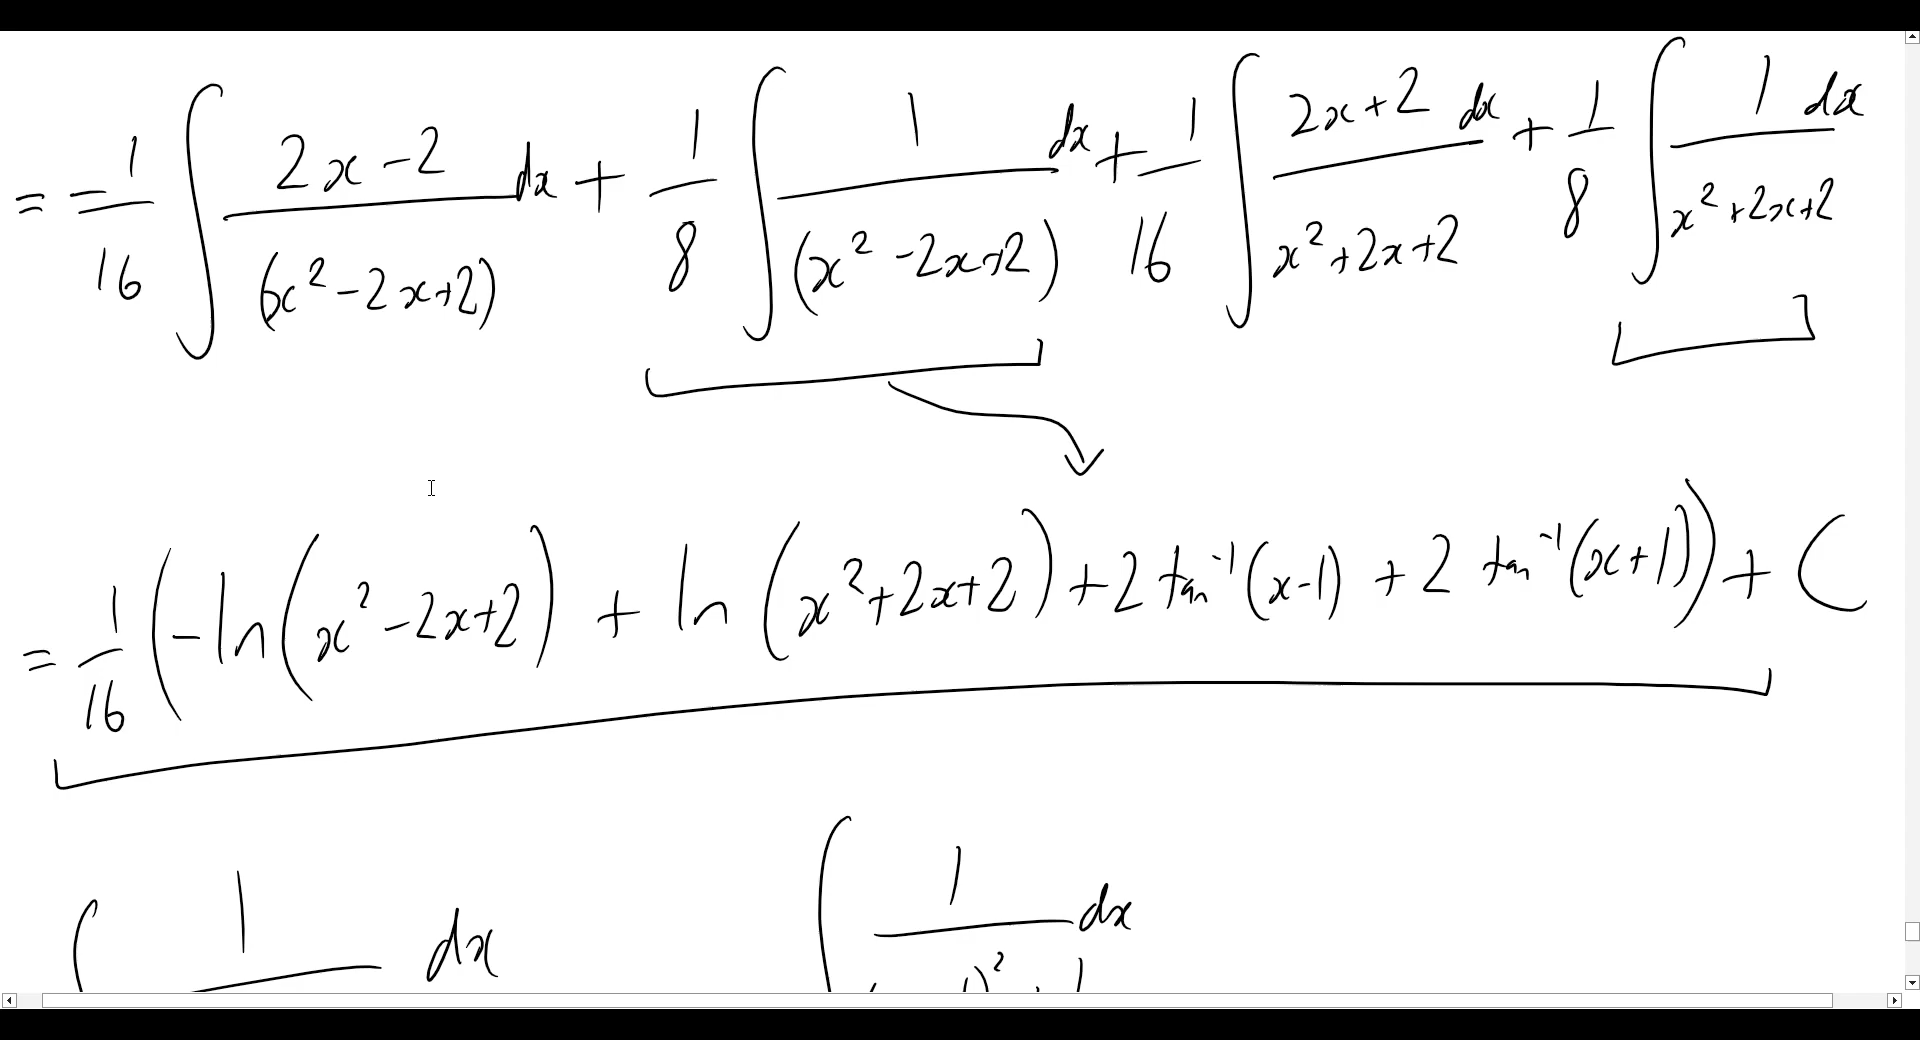 = -1/16 ∫ (2x-2)/(x²-2x+2) dx + 1/8 ∫ 1/(x²-2x+2) dx + 1/16 ∫ (2x+2)/(x²+2x+2) dx + 1/8 ∫ 1/(x²+2x+2) dx
= 1/16 (-ln(x²-2x+2) + ln(x²+2x+2) + 2 tan⁻¹(x-1) + 2 tan⁻¹(x+1)) + C
∫ 1 dx ∫ 1 dx